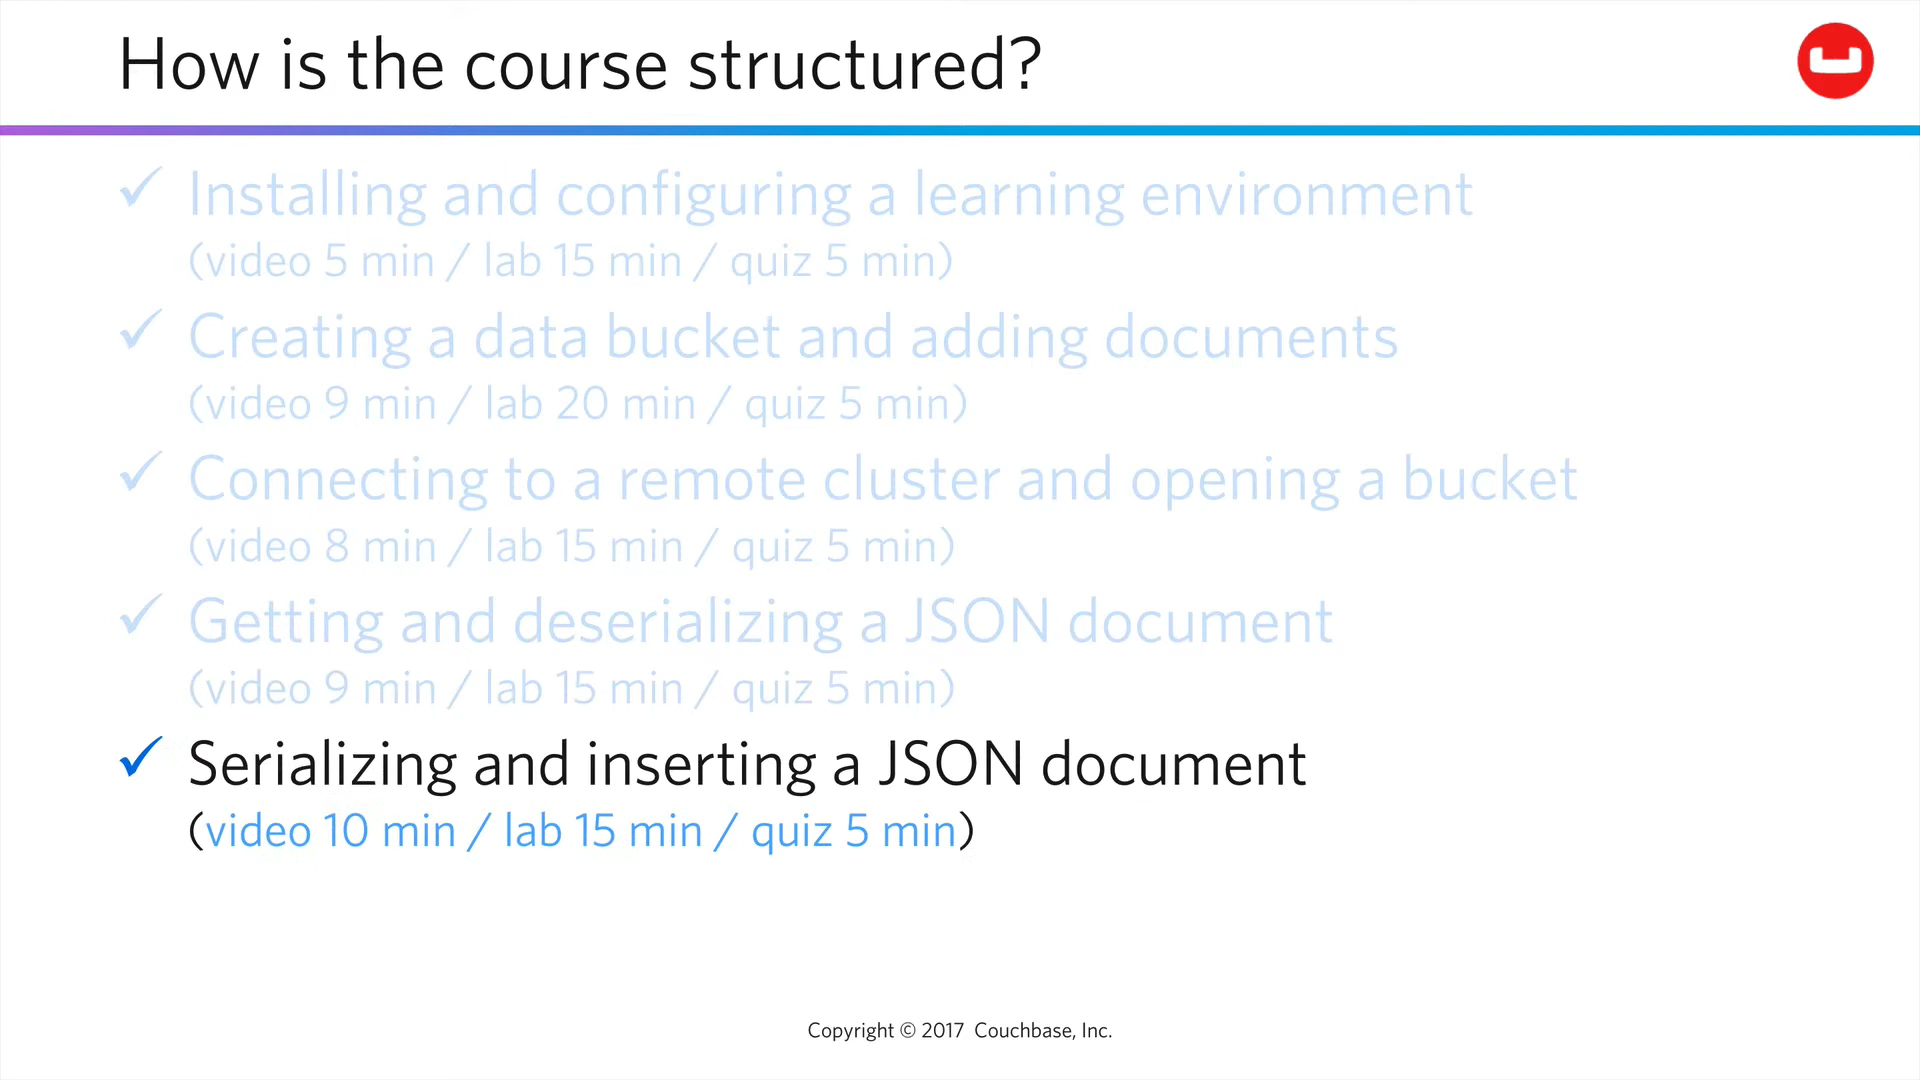 How is the course structured?
✓ Installing and configuring a learning environment
(video 5 min / lab 15 min / quiz 5 min)
✓ Creating a data bucket and adding documents
(video 9 min / lab 20 min / quiz 5 min)
✓ Connecting to a remote cluster and opening a bucket
(video 8 min / lab 15 min / quiz 5 min)
✓ Getting and deserializing a JSON document
(video 9 min / lab 15 min / quiz 5 min)
✓ Serializing and inserting a JSON document
(video 10 min / lab 15 min / quiz 5 min)
Copyright © 2017 Couchbase, Inc.